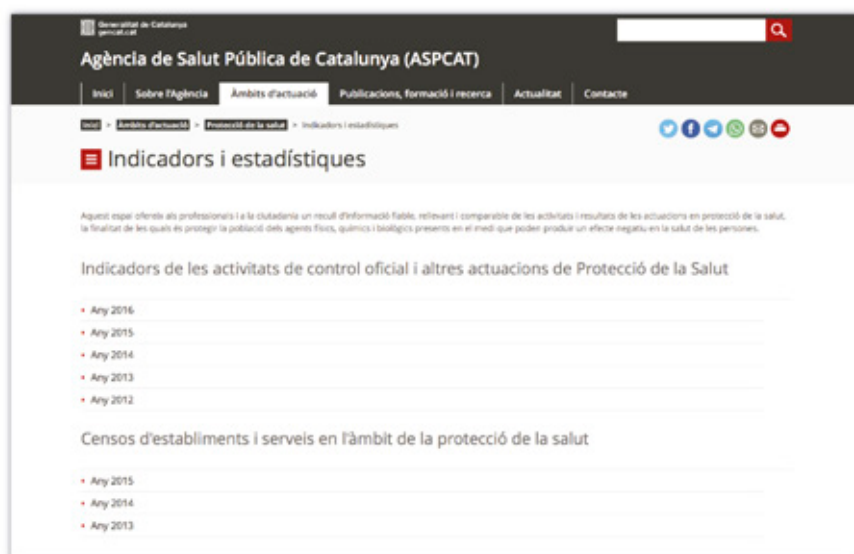 Generalitat de Catalunya
gencat.cat
Agència de Salut Pública de Catalunya (ASPCAT)
Inici Sobre l'Agència Àmbits d'actuació Publicacions, formació i recerca Actualitat Contacte
Inici > Àmbits d'actuació > Protecció de la salut > Indicadors i estadístiques
Indicadors i estadístiques
Aquest espai ofereix als professionals i a la ciutadania un recull d'informació fiable, rellevant i comparable de les activitats i resultats de les actuacions en protecció de la salut,
la finalitat de les quals és protegir la població dels agents físics, químics i biològics presents en el medi que poden produir un efecte negatiu en la salut de les persones.
Indicadors de les activitats de control oficial i altres actuacions de Protecció de la Salut
Any 2016
Any 2015
Any 2014
Any 2013
Any 2012
Censos d'establiments i serveis en l'àmbit de la protecció de la salut
Any 2015
Any 2014
Any 2013